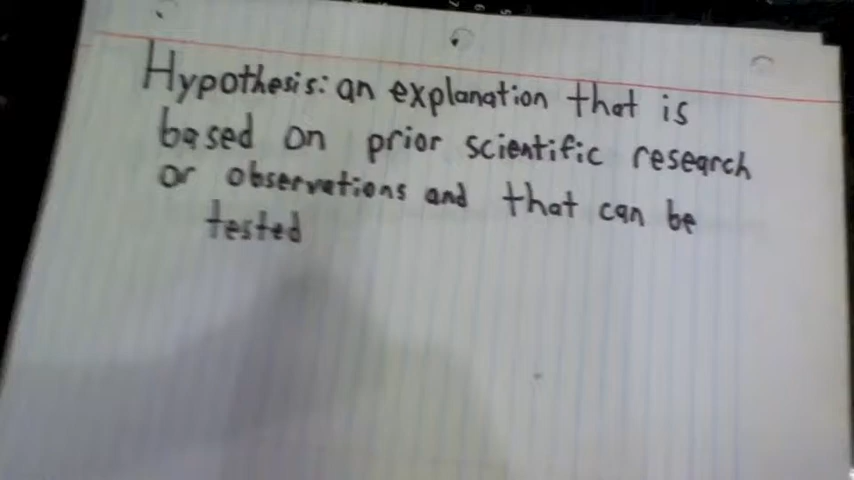 Hypothesis: an explanation that is
based on prior scientific research
or observations and that can be
tested